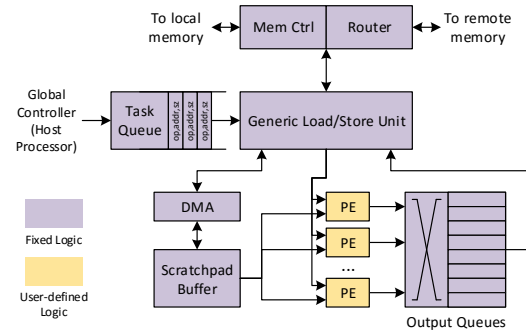 To local
memory
Mem Ctrl
Router
To remote
memory
Global
Controller
(Host
Processor)
Task
Queue
op,addr,sz
op,addr,sz
op,addr,sz
Generic Load/Store Unit
DMA
PE
Fixed Logic
PE
Scratchpad
Buffer
...
PE
User-defined
Logic
Output Queues